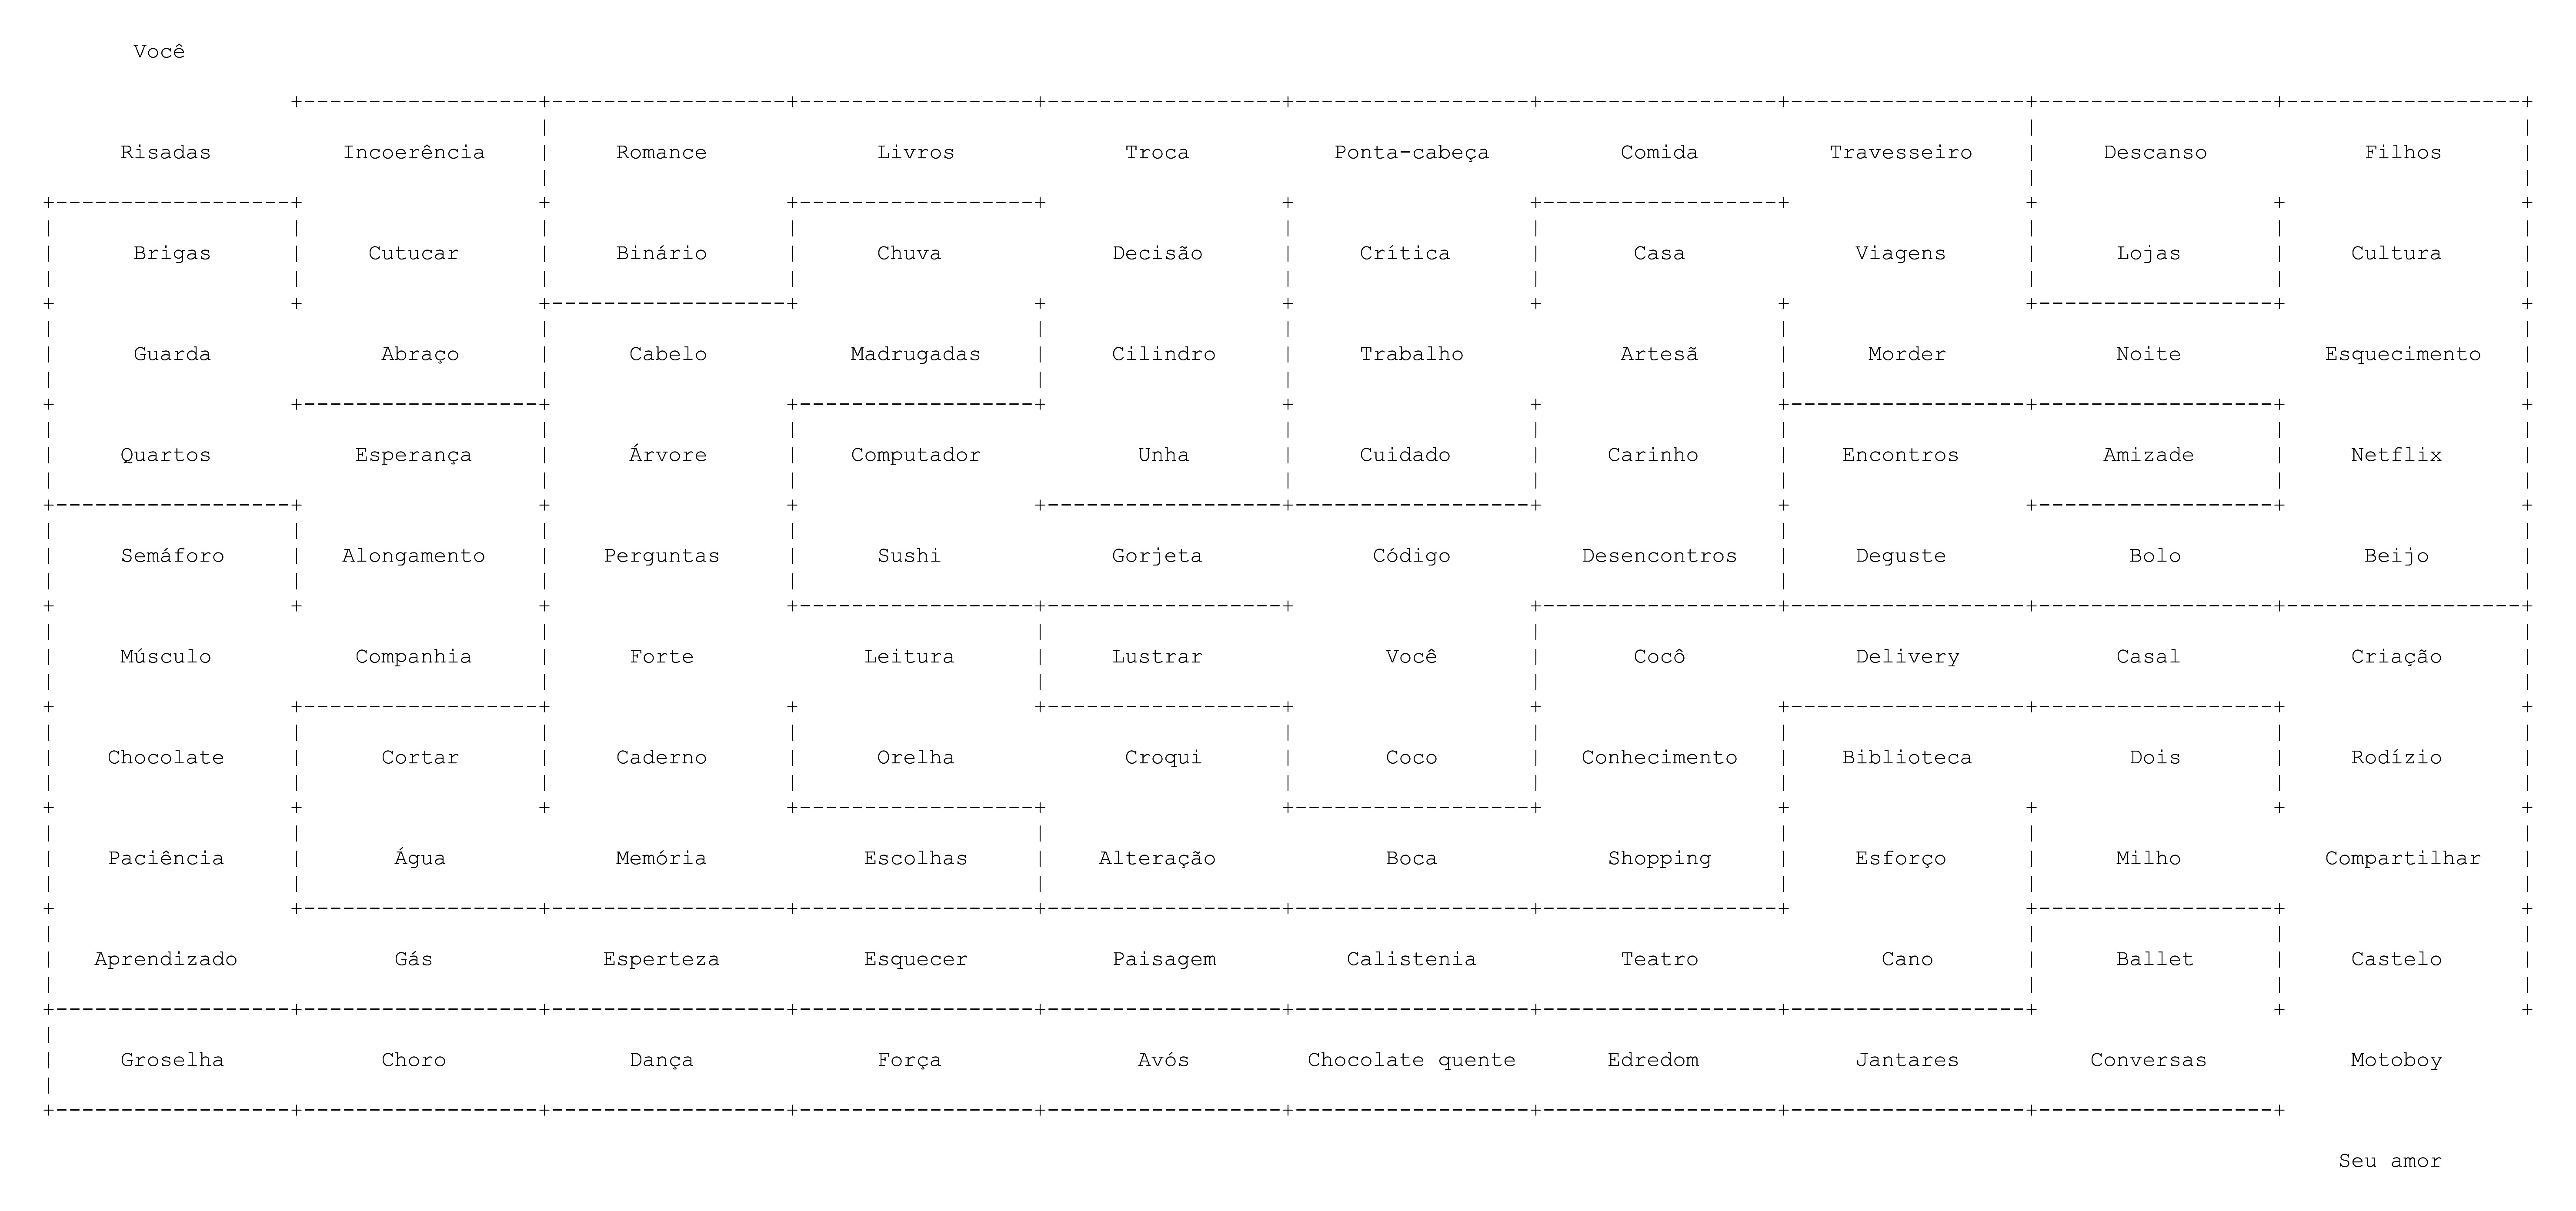 Você
Risadas Incoerência Romance Livros Troca Ponta-cabeça Comida Travesseiro Descanso Filhos
Brigas Cutucar Binário Chuva Decisão Crítica Casa Viagens Lojas Cultura
Guarda Abraço Cabelo Madrugadas Cilindro Trabalho Artesã Morder Noite Esquecimento
Quartos Esperança Árvore Computador Unha Cuidado Carinho Encontros Amizade Netflix
Semáforo Alongamento Perguntas Sushi Gorjeta Código Desencontros Deguste Bolo Beijo
Músculo Companhia Forte Leitura Lustrar Você Cocô Delivery Casal Criação
Chocolate Cortar Caderno Orelha Croqui Coco Conhecimento Biblioteca Dois Rodízio
Paciência Água Memória Escolhas Alteração Boca Shopping Esforço Milho Compartilhar
Aprendizado Gás Esperteza Esquecer Paisagem Calistenia Teatro Cano Ballet Castelo
Groselha Choro Dança Força Avós Chocolate quente Edredom Jantares Conversas Motoboy
Seu amor